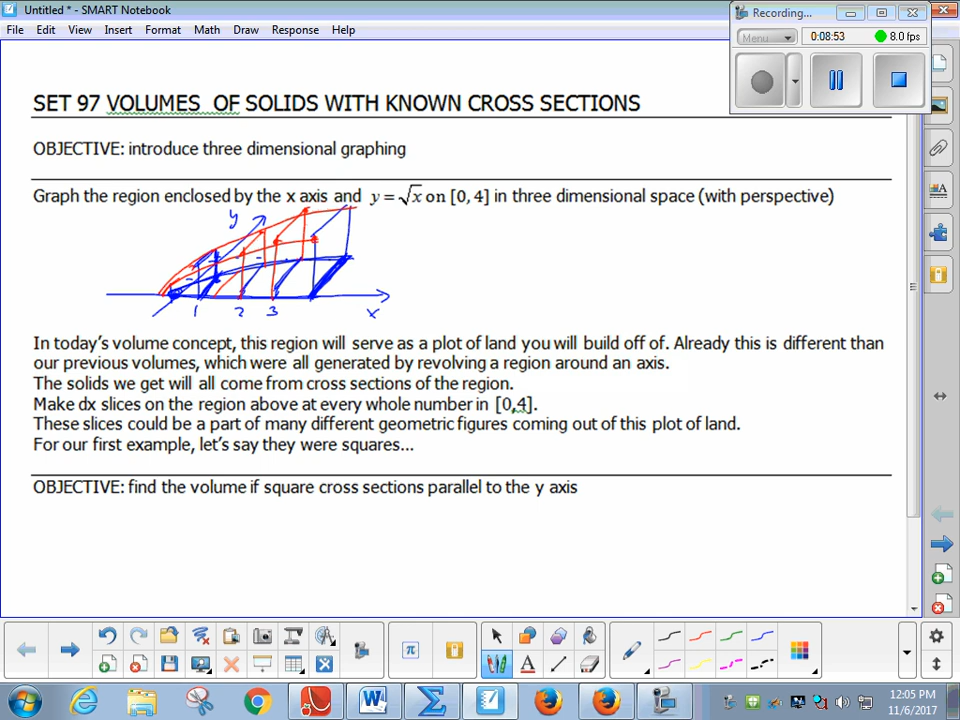 Untitled * - SMART Notebook
Recording...
File Edit View Insert Format Math Draw Response Help
Menu
0:08:53
8.0 fps
SET 97 VOLUMES OF SOLIDS WITH KNOWN CROSS SECTIONS
OBJECTIVE: introduce three dimensional graphing
Graph the region enclosed by the x axis and y = √x on [0, 4] in three dimensional space (with perspective)
y
1 2 3 x
In today's volume concept, this region will serve as a plot of land you will build off of. Already this is different than
our previous volumes, which were all generated by revolving a region around an axis.
The solids we get will all come from cross sections of the region.
Make dx slices on the region above at every whole number in [0,4].
These slices could be a part of many different geometric figures coming out of this plot of land.
For our first example, let's say they were squares...
OBJECTIVE: find the volume if square cross sections parallel to the y axis
π
A
W
Σ
12:05 PM
11/6/2017